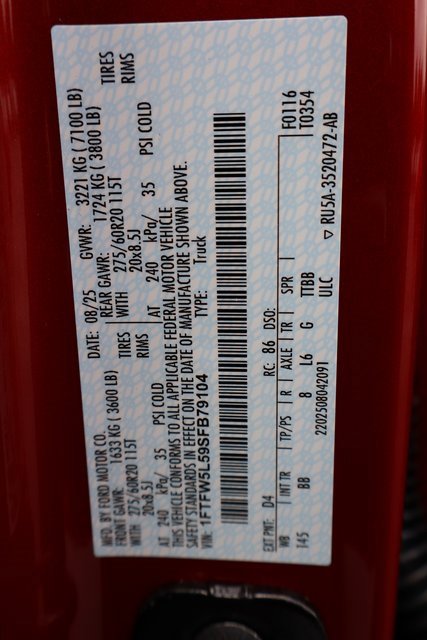 MFD. BY FORD MOTOR CO. DATE: 08/25 GVWR: 3221 KG ( 7100 LB)
FRONT GAWR: 1633 KG (3600 LB) REAR GAWR: 1724 KG ( 3800 LB)
WITH 275/60R20 115T TIRES WITH 275/60R20 115T TIRES
20x8.5J RIMS 20x8.5J RIMS
AT 240 kPa/ 35 PSI COLD AT 240 kPa/ 35 PSI COLD
THIS VEHICLE CONFORMS TO ALL APPLICABLE FEDERAL MOTOR VEHICLE
SAFETY STANDARDS IN EFFECT ON THE DATE OF MANUFACTURE SHOWN ABOVE.
VIN: 1FTFW5L59SFB79104 TYPE: Truck
EXT PNT: D4 RC: 86 DSO: F0116
WB INT TR TP/PS R AXLE TR SPR T0354
145 BB 8 L6 G TTBB
2202508042091 ULC ▽ RU5A-3520472-AB